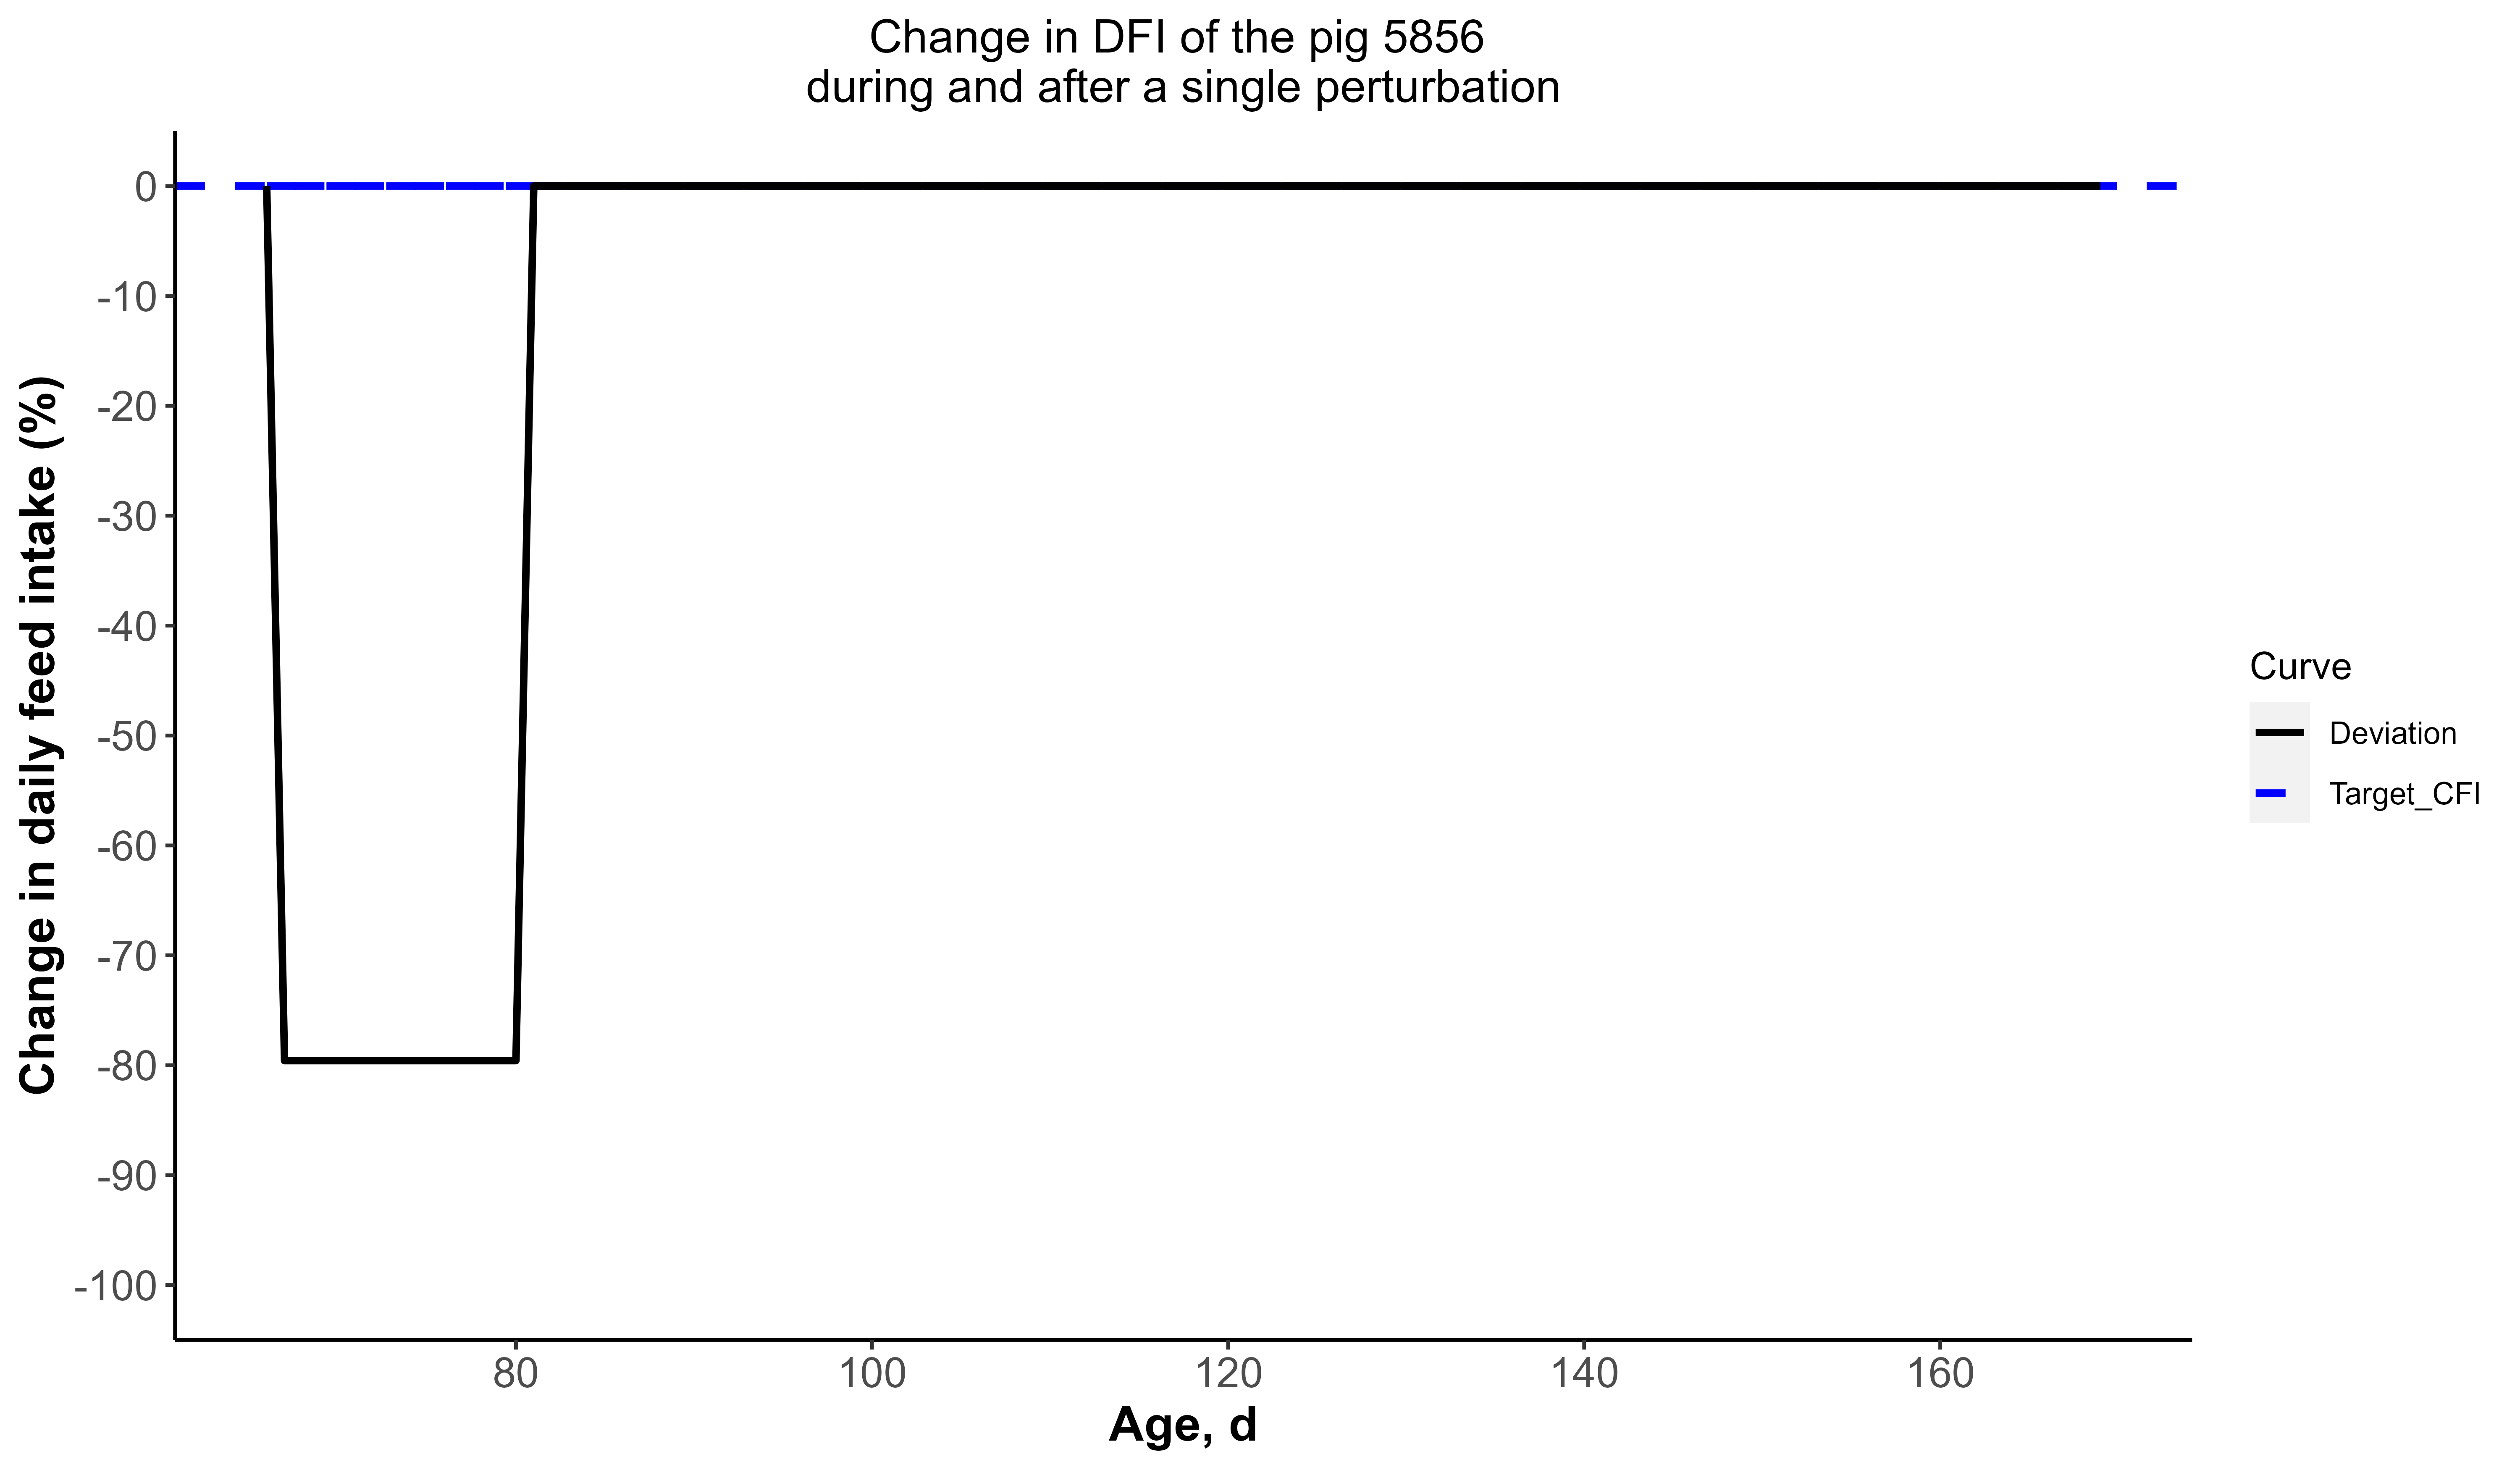 Change in DFI of the pig 5856
during and after a single perturbation
Change in daily feed intake (%)
0
-10
-20
-30
-40
-50
-60
-70
-80
-90
-100
80
100
120
140
160
Age, d
Curve
Deviation
Target_CFI